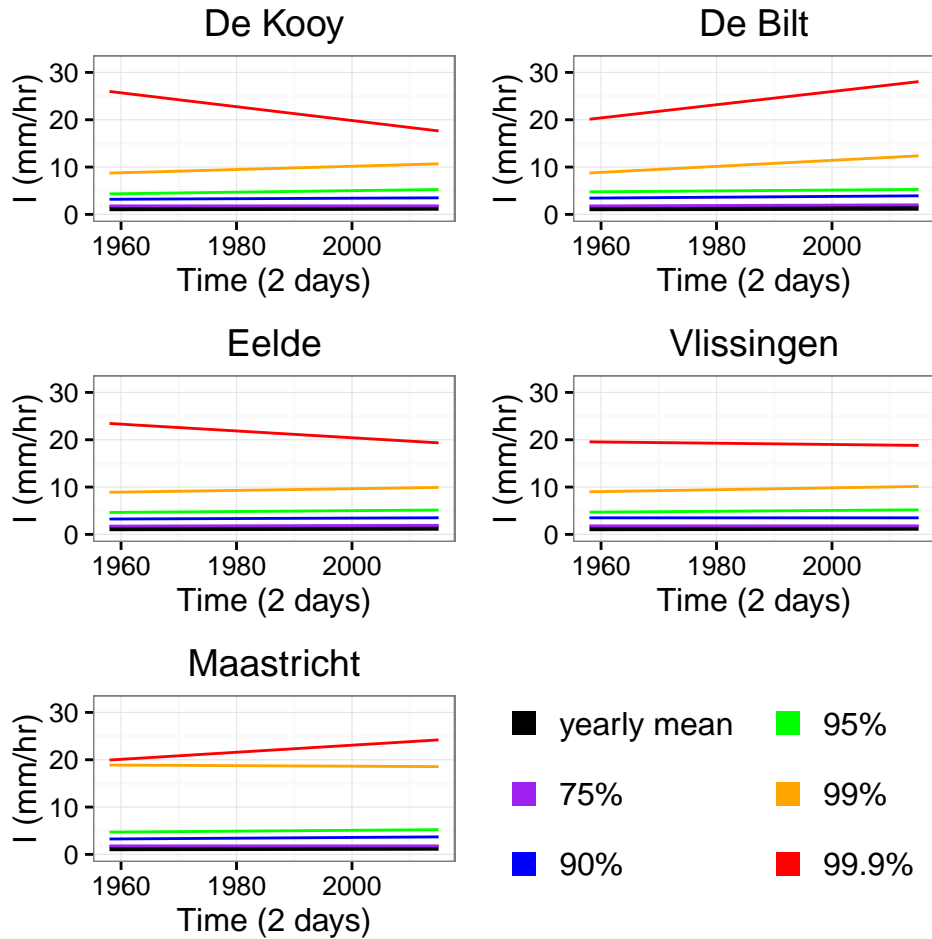 De Kooy
De Bilt
I (mm/hr)
30
20
10
0
1960
1980
2000
Time (2 days)
I (mm/hr)
30
20
10
0
1960
1980
2000
Time (2 days)
Eelde
Vlissingen
I (mm/hr)
30
20
10
0
1960
1980
2000
Time (2 days)
I (mm/hr)
30
20
10
0
1960
1980
2000
Time (2 days)
Maastricht
I (mm/hr)
30
20
10
0
1960
1980
2000
Time (2 days)
yearly mean
75%
90%
95%
99%
99.9%